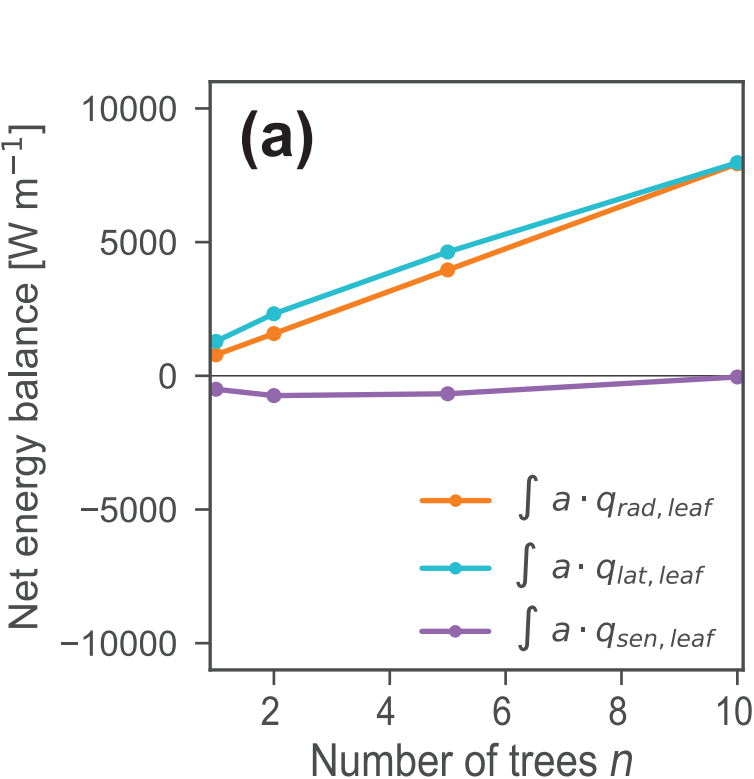 (a)
Net energy balance [W m⁻¹]
10000
5000
0
−5000
−10000
∫ a · q_rad, leaf
∫ a · q_lat, leaf
∫ a · q_sen, leaf
2 4 6 8 10
Number of trees n